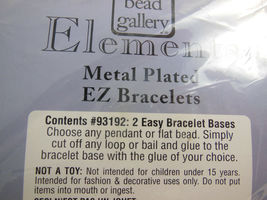 bead
gallery
Element
Metal Plated
EZ Bracelets
Contents #93192: 2 Easy Bracelet Bases
Choose any pendant or flat bead. Simply
cut off any loop or bail and glue to the
bracelet base with the glue of your choice.
NOT A TOY: Not intended for children under 15 years.
Intended for fashion & decorative uses only. Do not put
items into mouth or ingest.